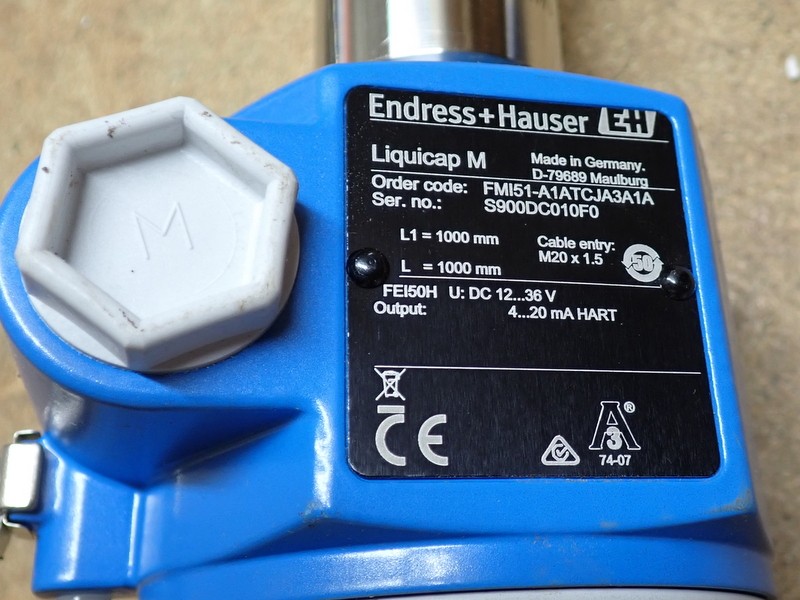 M
Endress+Hauser EH
Liquicap M
Made in Germany.
D-79689 Maulburg
Order code: FMI51-A1ATCJA3A1A
Ser. no.: S900DC010F0
L1 = 1000 mm
L = 1000 mm
Cable entry:
M20 x 1.5
50
FEI50H U: DC 12...36 V
Output: 4...20 mA HART
CE
A®
3
74-07